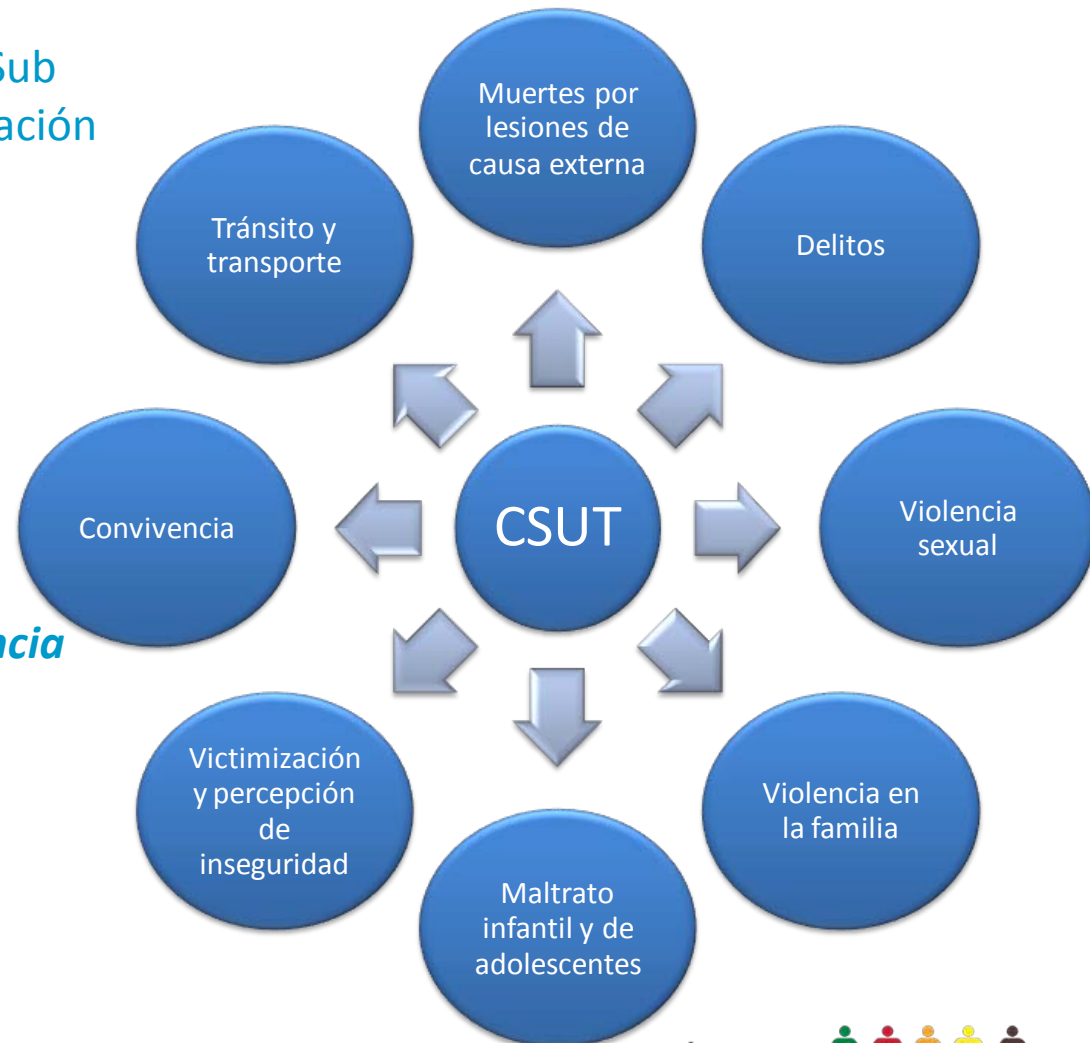 Sub
ación
Muertes por
lesiones de
causa externa
Tránsito y
transporte
Delitos
Convivencia
CSUT
Violencia
sexual
ncia
Victimización
y percepción
de
inseguridad
Violencia en
la familia
Maltrato
infantil y de
adolescentes